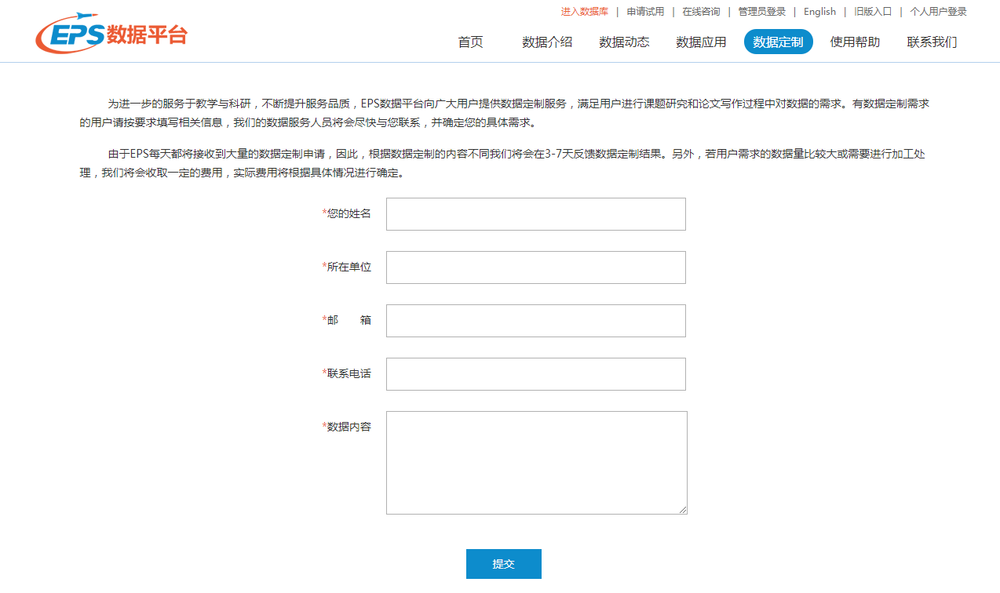 进入数据库 | 申请试用 | 在线咨询 | 管理员登录 | English | 旧版入口 | 个人用户登录
EPS数据平台
首页 数据介绍 数据动态 数据应用 数据定制 使用帮助 联系我们
为进一步的服务于教学与科研，不断提升服务品质，EPS数据平台向广大用户提供数据定制服务，满足用户进行课题研究和论文写作过程中对数据的需求。有数据定制需求
的用户请按要求填写相关信息，我们的数据服务人员将会尽快与您联系，并确定您的具体需求。
由于EPS每天都将接收到大量的数据定制申请，因此，根据数据定制的内容不同我们将会在3-7天反馈数据定制结果。另外，若用户需求的数据量比较大或需要进行加工处
理，我们将会收取一定的费用，实际费用将根据具体情况进行确定。
*您的姓名
*所在单位
*邮 箱
*联系电话
*数据内容
提交